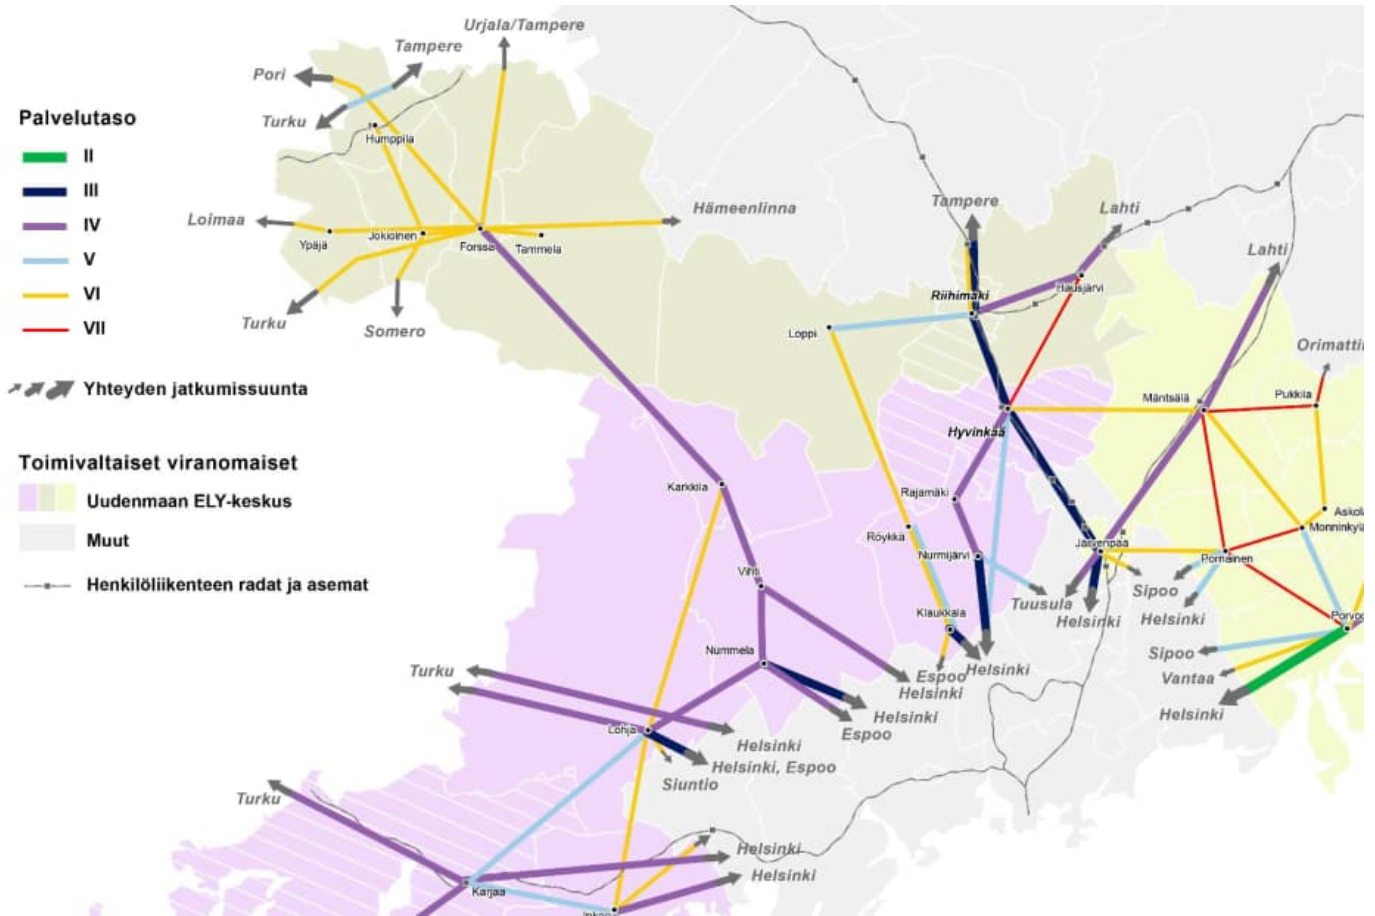 Urjala/Tampere
Tampere
Pori
Turku
Humppila
Palvelutaso
II
III
IV
V
VI
VII
Yhteyden jatkumissuunta
Toimivaltaiset viranomaiset
Uudenmaan ELY-keskus
Muut
Henkilöliikenteen radat ja asemat
Loimaa
Ypäjä
Jokioinen
Forssa
Tammela
Hämeenlinna
Turku
Somero
Tampere
Lahti
Lahti
Riihimäki
Hausjärvi
Loppi
Orimattil
Mäntsälä
Pukkila
Hyvinkää
Karkkila
Rajamäki
Askola
Monninkylä
Röykkä
Nurmijärvi
Järvenpää
Pornainen
Vihti
Klaukkala
Tuusula
Sipoo
Helsinki
Helsinki
Porvoo
Nummela
Espoo
Helsinki
Helsinki
Sipoo
Vantaa
Helsinki
Turku
Helsinki
Espoo
Lohja
Helsinki
Helsinki, Espoo
Siuntio
Turku
Helsinki
Helsinki
Karjaa
Inkoo